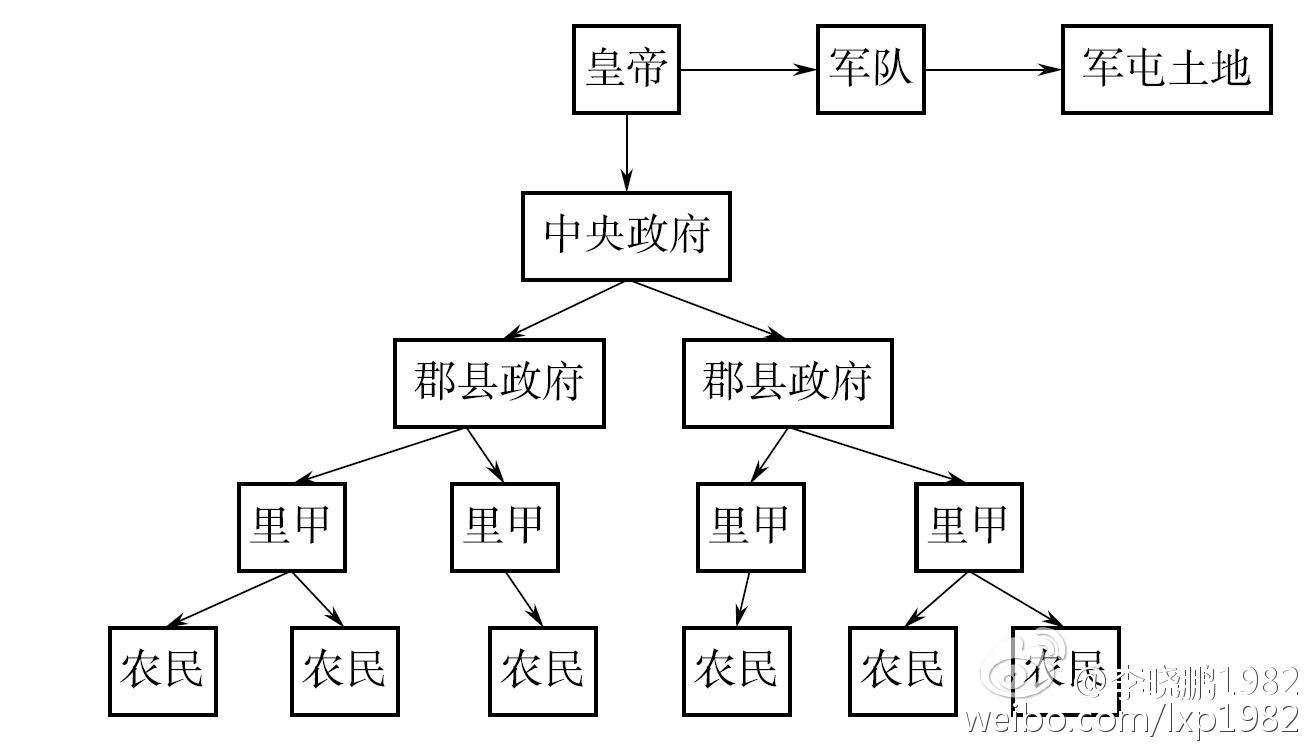 皇帝 军队 军屯土地
中央政府
郡县政府 郡县政府
里甲 里甲 里甲 里甲
农民 农民 农民 农民 农民 农民
@李晓鹏1982
weibo.com/lxp1982